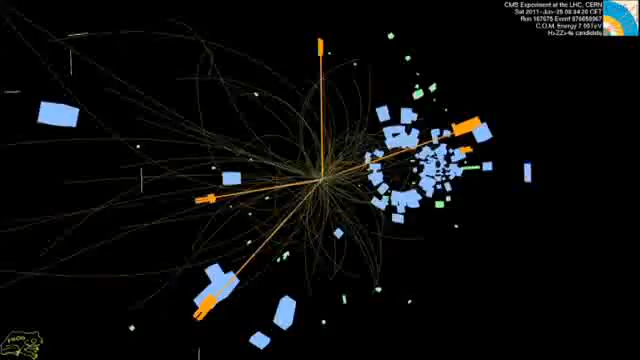 CMS Experiment at the LHC, CERN
Sat 2011-Jun-25 08:34:20 CET
Run 167675 Event 876658967
C.O.M. Energy 7.00TeV
H>ZZ>4e candidate